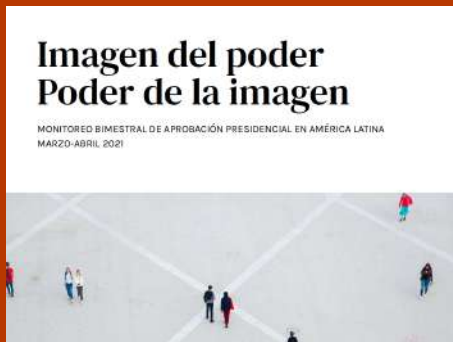 Imagen del poder
Poder de la imagen
MONITOREO BIMESTRAL DE APROBACIÓN PRESIDENCIAL EN AMÉRICA LATINA
MARZO-ABRIL 2021